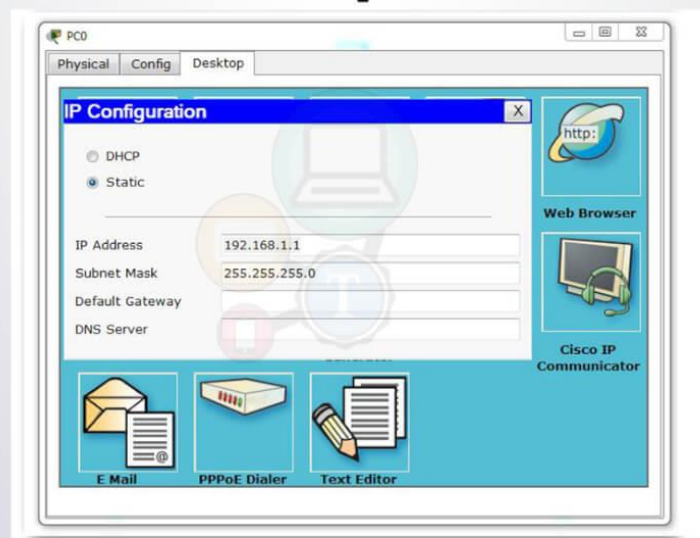 PC0
Physical Config Desktop
IP Configuration X
http:
DHCP
Static
Web Browser
IP Address 192.168.1.1
Subnet Mask 255.255.255.0
Default Gateway
DNS Server
Cisco IP
Communicator
E Mail PPPoE Dialer Text Editor